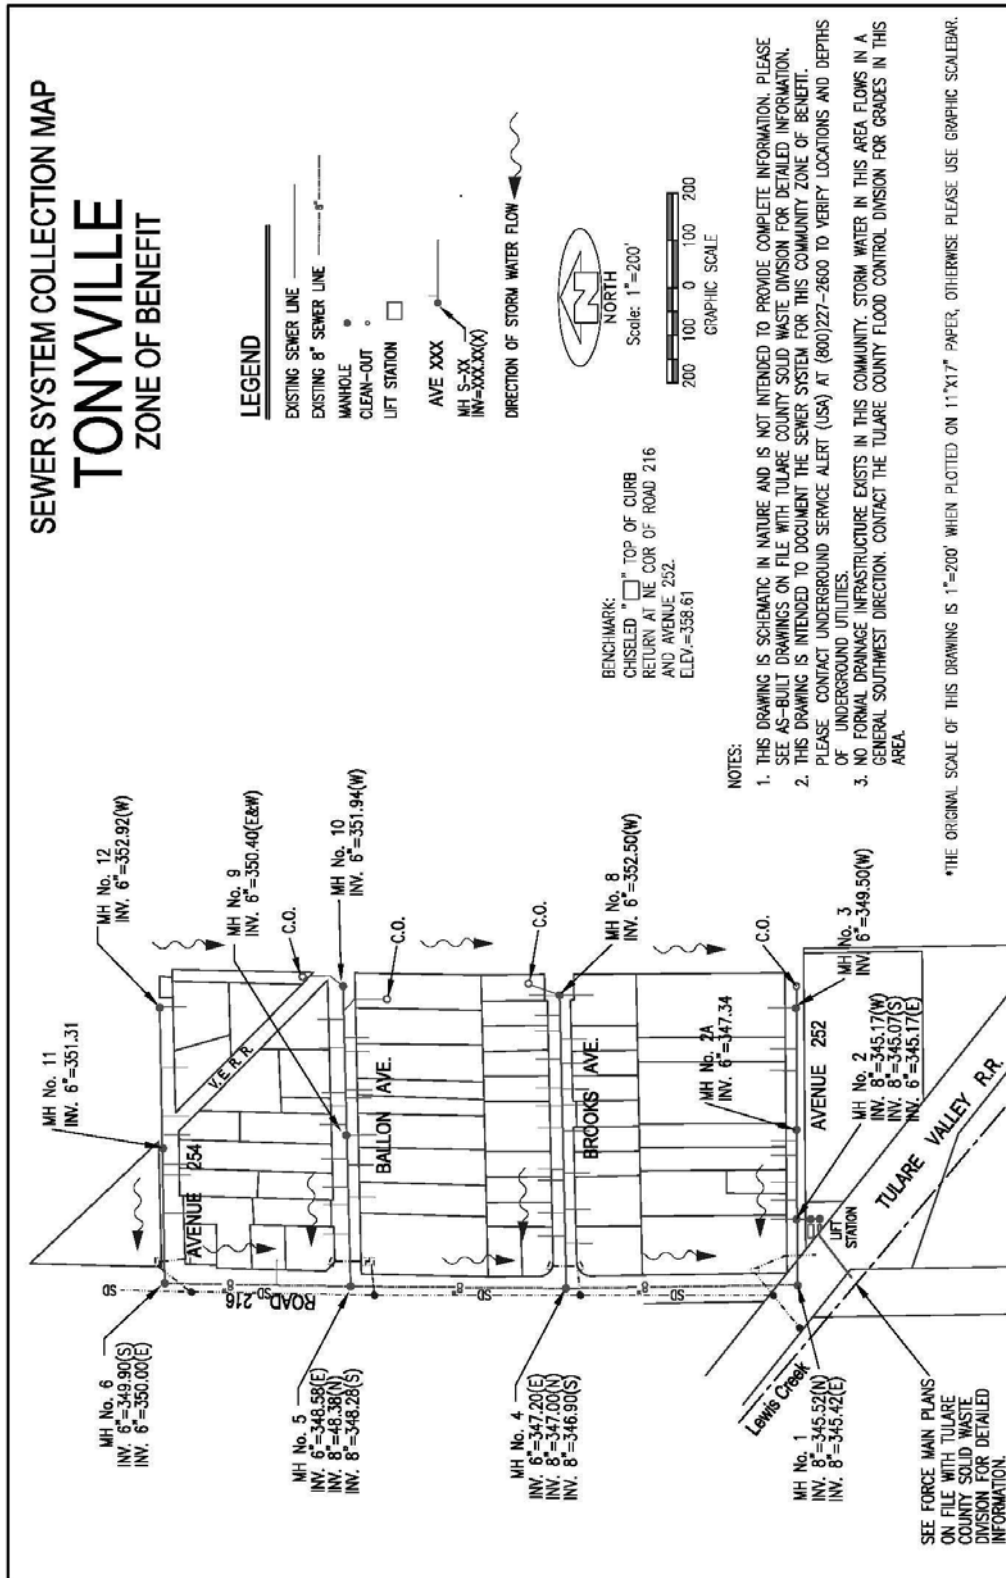 SEWER SYSTEM COLLECTION MAP
TONYVILLE
ZONE OF BENEFIT
LEGEND
EXISTING SEWER LINE
EXISTING 8" SEWER LINE
8"
MANHOLE
CLEAN-OUT
LIFT STATION
AVE XXX
MH S-XX
INV=XXX.XX(X)
DIRECTION OF STORM WATER FLOW
N
NORTH
Scale: 1"=200'
200 100 0 100 200
GRAPHIC SCALE
BENCHMARK:
CHISELED "□" TOP OF CURB
RETURN AT NE COR OF ROAD 216
AND AVENUE 252.
ELEV.=358.61
NOTES:
1. THIS DRAWING IS SCHEMATIC IN NATURE AND IS NOT INTENDED TO PROVIDE COMPLETE INFORMATION. PLEASE
SEE AS-BUILT DRAWINGS ON FILE WITH TULARE COUNTY SOLID WASTE DIVISION FOR DETAILED INFORMATION.
2. THIS DRAWING IS INTENDED TO DOCUMENT THE SEWER SYSTEM FOR THIS COMMUNITY ZONE OF BENEFIT.
PLEASE CONTACT UNDERGROUND SERVICE ALERT (USA) AT (800)227-2600 TO VERIFY LOCATIONS AND DEPTHS
OF UNDERGROUND UTILITIES.
3. NO FORMAL DRAINAGE INFRASTRUCTURE EXISTS IN THIS COMMUNITY. STORM WATER IN THIS AREA FLOWS IN A
GENERAL SOUTHWEST DIRECTION. CONTACT THE TULARE COUNTY FLOOD CONTROL DIVISION FOR GRADES IN THIS
AREA.
*THE ORIGINAL SCALE OF THIS DRAWING IS 1"=200' WHEN PLOTTED ON 11"X17" PAPER, OTHERWISE PLEASE USE GRAPHIC SCALEBAR.
MH No. 12
INV. 6"=352.92(W)
MH No. 11
INV. 6"=351.31
MH No. 9
INV. 6"=350.40(E&W)
C.O.
MH No. 10
INV. 6"=351.94(W)
C.O.
C.O.
MH No. 8
INV. 6"=352.50(W)
C.O.
MH No. 3
INV. 6"=349.50(W)
MH No. 2A
INV. 6"=347.34
MH No. 2
INV. 8"=345.17(W)
INV. 8"=345.07(S)
INV. 6"=345.17(E)
V.E.R.R.
AVENUE 254
BALLON AVE.
BROOKS AVE.
AVENUE 252
LIFT
STATION
TULARE VALLEY R.R.
Lewis Creek
SD
8"
SD
ROAD 216
8"
SD
8"
SD
MH No. 6
INV. 6"=349.90(S)
INV. 6"=350.00(E)
MH No. 5
INV. 6"=348.58(E)
INV. 8"=48.38(N)
INV. 8"=348.28(S)
MH No. 4
INV. 6"=347.20(E)
INV. 8"=347.00(N)
INV. 8"=346.90(S)
MH No. 1
INV. 8"=345.52(N)
INV. 8"=345.42(E)
SEE FORCE MAIN PLANS
ON FILE WITH TULARE
COUNTY SOLID WASTE
DIVISION FOR DETAILED
INFORMATION.